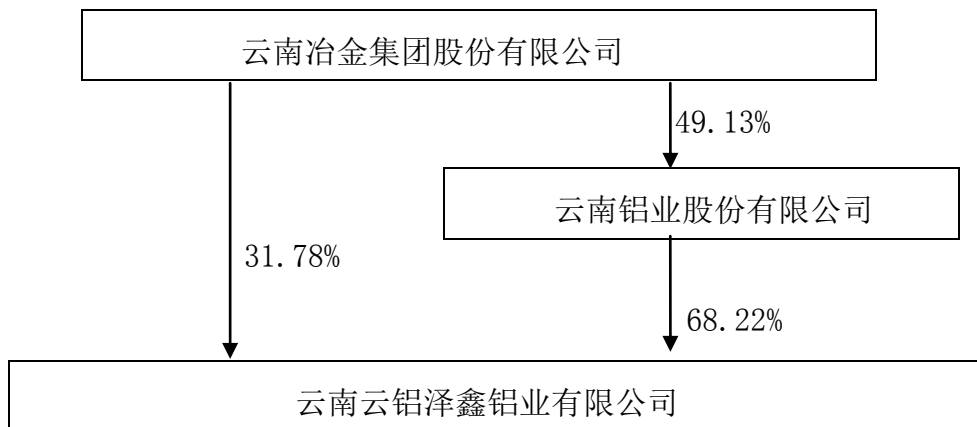 云南冶金集团股份有限公司
49.13%
云南铝业股份有限公司
31.78%
68.22%
云南云铝泽鑫铝业有限公司